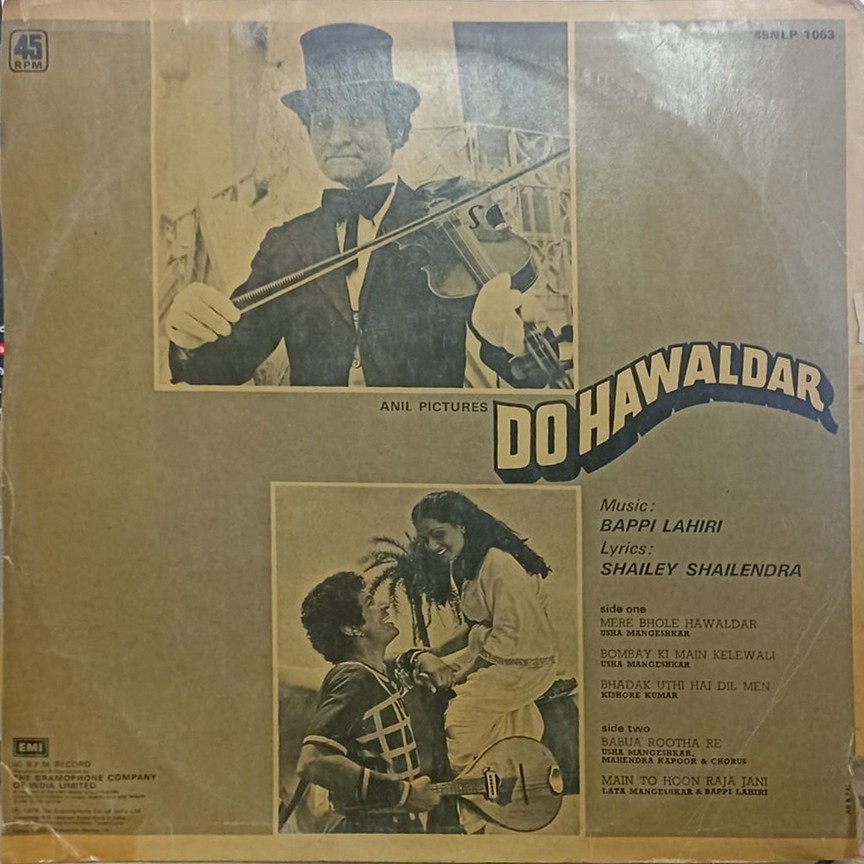 45
RPM
45NLP 1063
ANIL PICTURES
DO HAWALDAR
Music:
BAPPI LAHIRI
Lyrics:
SHAILEY SHAILENDRA
side one
MERE BHOLE HAWALDAR
USHA MANGESHKAR
BOMBAY KI MAIN KELEWALI
USHA MANGESHKAR
BHADAK UTHI HAI DIL MEN
KISHORE KUMAR
side two
BABUA ROOTHA RE
USHA MANGESHKAR,
MAHENDRA KAPOOR & CHORUS
MAIN TO HOON RAJA JANI
LATA MANGESHKAR & BAPPI LAHIRI
EMI
45 R.P.M. RECORD
THE GRAMOPHONE COMPANY
OF INDIA LIMITED